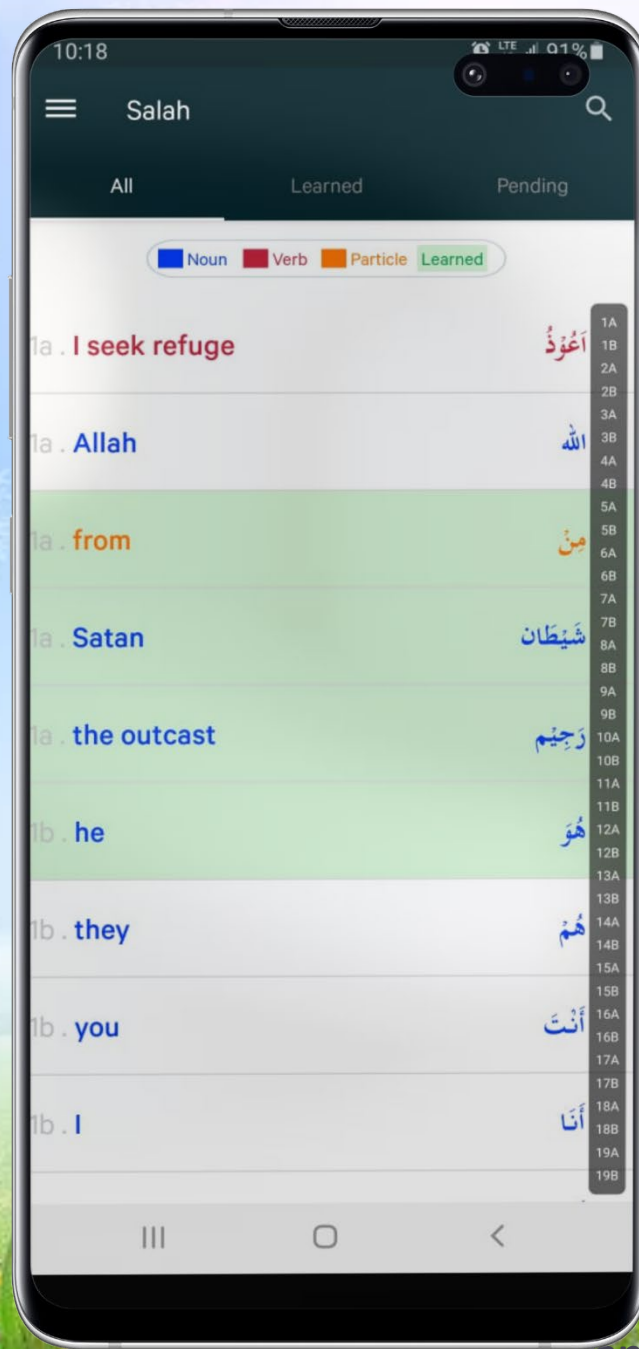 10:18 LTE 91%
Salah
All Learned Pending
Noun Verb Particle Learned
1a . I seek refuge اَعُوْذُ
1a . Allah الله
1a . from مِنْ
1a . Satan شَيْطَان
1a . the outcast رَجِيْم
1b . he هُوَ
1b . they هُمْ
1b . you أَنْتَ
1b . I أَنَا
1A
1B
2A
2B
3A
3B
4A
4B
5A
5B
6A
6B
7A
7B
8A
8B
9A
9B
10A
10B
11A
11B
12A
12B
13A
13B
14A
14B
15A
15B
16A
16B
17A
17B
18A
18B
19A
19B